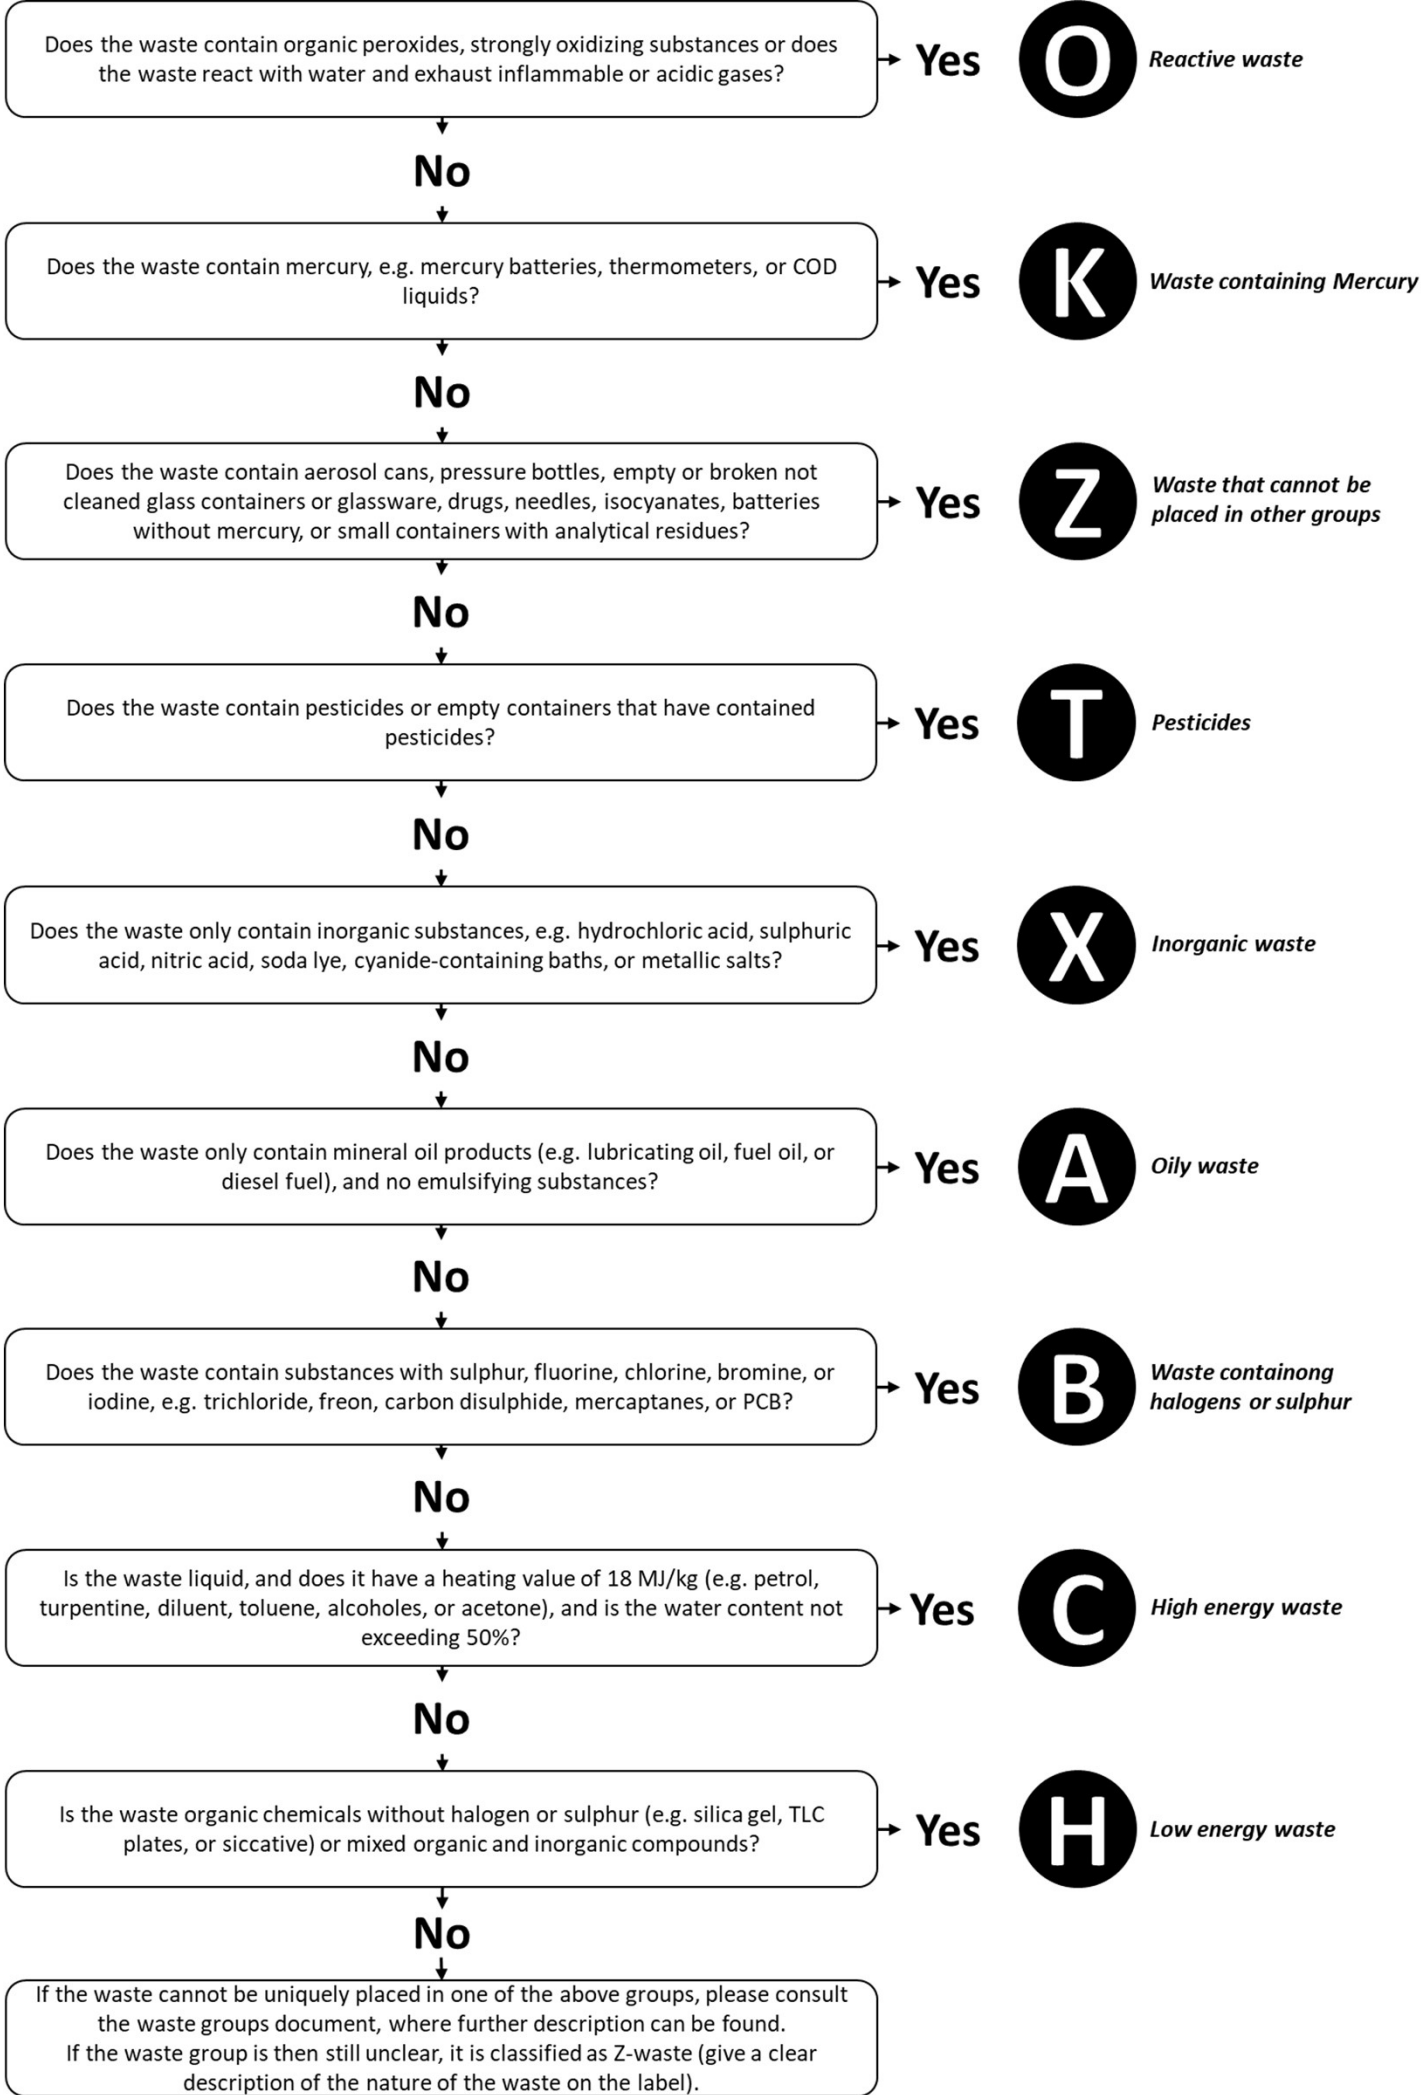 Does the waste contain organic peroxides, strongly oxidizing substances or does
the waste react with water and exhaust inflammable or acidic gases?
Yes
O
Reactive waste
No
Does the waste contain mercury, e.g. mercury batteries, thermometers, or COD
liquids?
Yes
K
Waste containing Mercury
No
Does the waste contain aerosol cans, pressure bottles, empty or broken not
cleaned glass containers or glassware, drugs, needles, isocyanates, batteries
without mercury, or small containers with analytical residues?
Yes
Z
Waste that cannot be
placed in other groups
No
Does the waste contain pesticides or empty containers that have contained
pesticides?
Yes
T
Pesticides
No
Does the waste only contain inorganic substances, e.g. hydrochloric acid, sulphuric
acid, nitric acid, soda lye, cyanide-containing baths, or metallic salts?
Yes
X
Inorganic waste
No
Does the waste only contain mineral oil products (e.g. lubricating oil, fuel oil, or
diesel fuel), and no emulsifying substances?
Yes
A
Oily waste
No
Does the waste contain substances with sulphur, fluorine, chlorine, bromine, or
iodine, e.g. trichloride, freon, carbon disulphide, mercaptanes, or PCB?
Yes
B
Waste containong
halogens or sulphur
No
Is the waste liquid, and does it have a heating value of 18 MJ/kg (e.g. petrol,
turpentine, diluent, toluene, alcoholes, or acetone), and is the water content not
exceeding 50%?
Yes
C
High energy waste
No
Is the waste organic chemicals without halogen or sulphur (e.g. silica gel, TLC
plates, or siccative) or mixed organic and inorganic compounds?
Yes
H
Low energy waste
No
If the waste cannot be uniquely placed in one of the above groups, please consult
the waste groups document, where further description can be found.
If the waste group is then still unclear, it is classified as Z-waste (give a clear
description of the nature of the waste on the label).